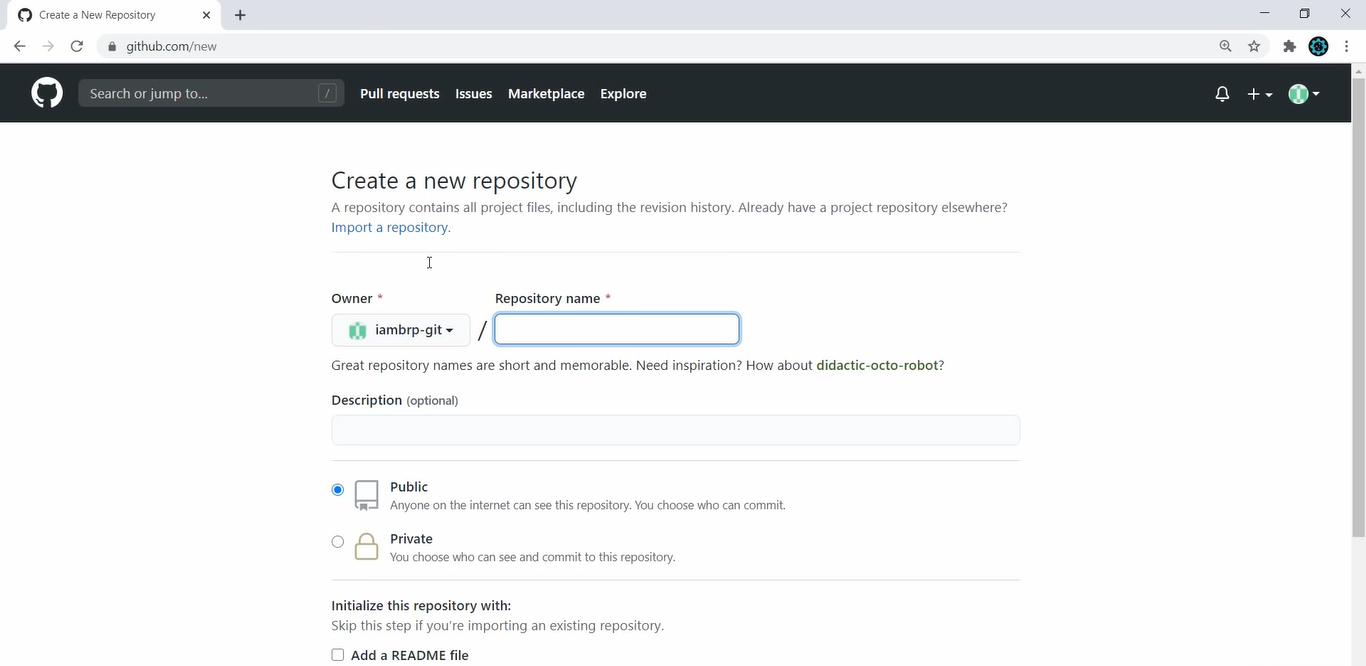 Create a New Repository
github.com/new
Search or jump to... / Pull requests Issues Marketplace Explore
Create a new repository
A repository contains all project files, including the revision history. Already have a project repository elsewhere?
Import a repository.
Owner * Repository name *
iambrp-git /
Great repository names are short and memorable. Need inspiration? How about didactic-octo-robot?
Description (optional)
Public
Anyone on the internet can see this repository. You choose who can commit.
Private
You choose who can see and commit to this repository.
Initialize this repository with:
Skip this step if you're importing an existing repository.
Add a README file